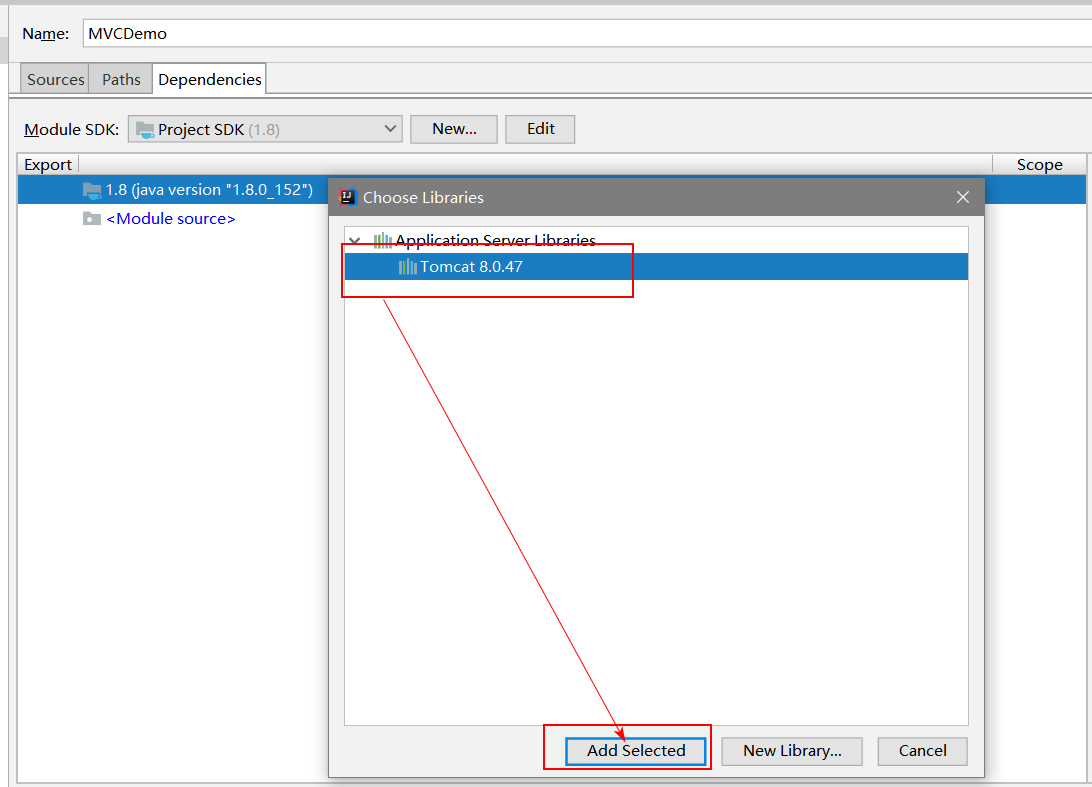 Name: MVCDemo
Sources Paths Dependencies
Module SDK: Project SDK (1.8) New... Edit
Export Scope
1.8 (java version "1.8.0_152")
<Module source>
Choose Libraries
Application Server Libraries
Tomcat 8.0.47
Add Selected New Library... Cancel